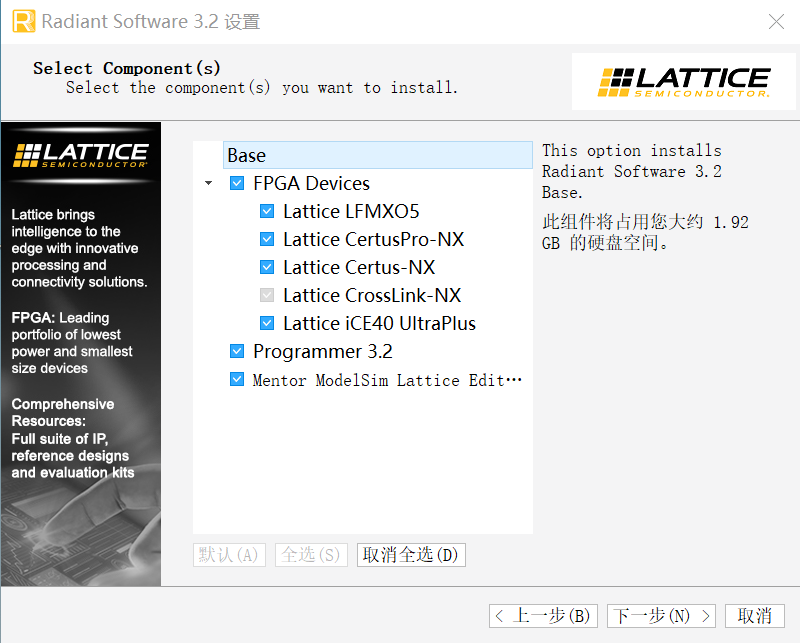 Radiant Software 3.2 设置
Select Component(s)
Select the component(s) you want to install.
LATTICE
SEMICONDUCTOR.
LATTICE
SEMICONDUCTOR
Lattice brings
intelligence to the
edge with innovative
processing and
connectivity solutions.
FPGA: Leading
portfolio of lowest
power and smallest
size devices
Comprehensive
Resources:
Full suite of IP,
reference designs
and evaluation kits
Base
FPGA Devices
Lattice LFMXO5
Lattice CertusPro-NX
Lattice Certus-NX
Lattice CrossLink-NX
Lattice iCE40 UltraPlus
Programmer 3.2
Mentor ModelSim Lattice Edit…
This option installs
Radiant Software 3.2
Base.
此组件将占用您大约 1.92
GB 的硬盘空间。
默认(A)
全选(S)
取消全选(D)
< 上一步(B)
下一步(N) >
取消